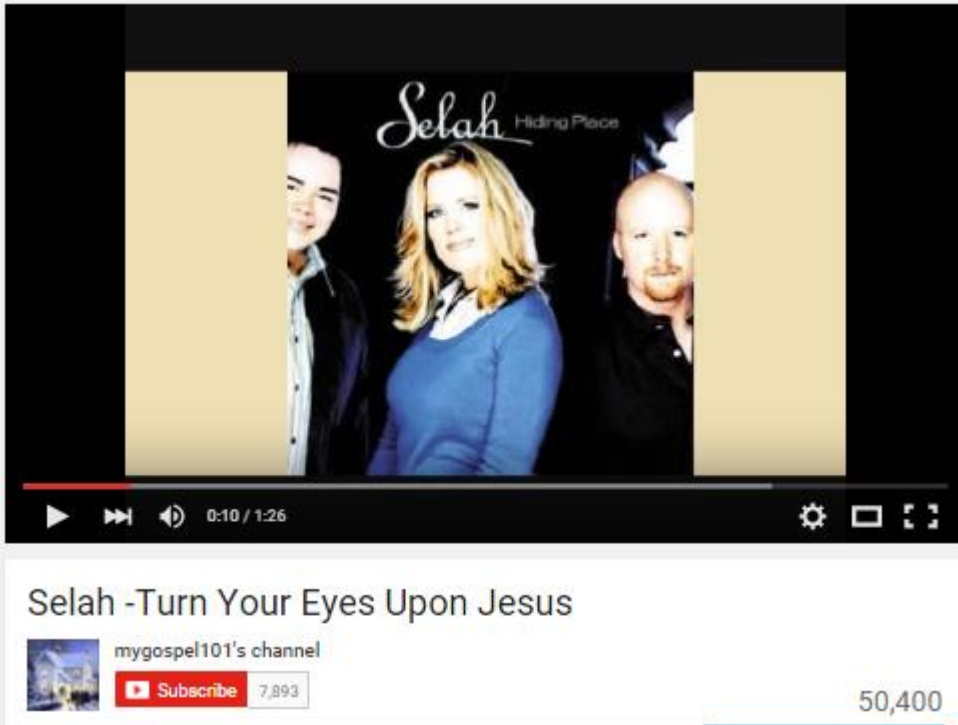 Selah Hiding Place
0:10 / 1:26
Selah -Turn Your Eyes Upon Jesus
mygospel101's channel
Subscribe 7,893
50,400